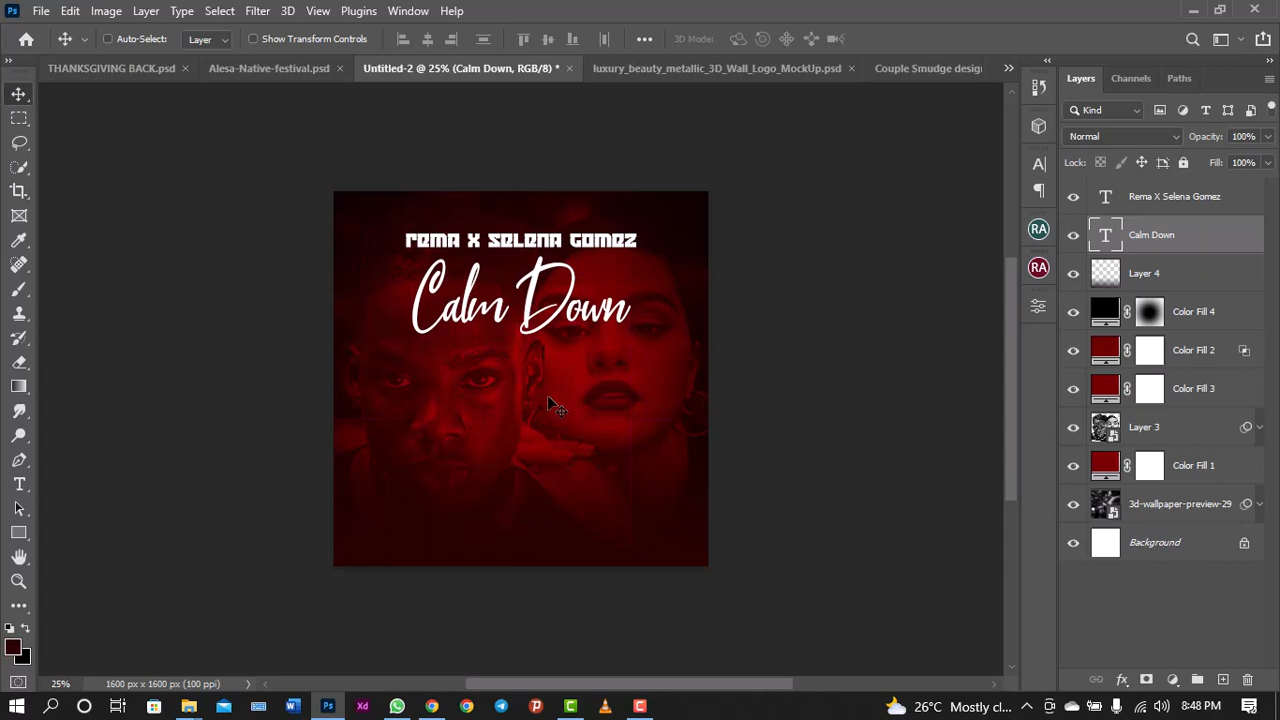 Ps File Edit Image Layer Type Select Filter 3D View Plugins Window Help
Auto-Select: Layer Show Transform Controls 3D Mode:
THANKSGIVING BACK.psd Alesa-Native-festival.psd Untitled-2 @ 25% (Calm Down, RGB/8) * luxury_beauty_metallic_3D_Wall_Logo_MockUp.psd Couple Smudge desig
Layers Channels Paths
Kind
Normal Opacity: 100%
Lock: Fill: 100%
Rema X Selena Gomez
Calm Down
Layer 4
Color Fill 4
Color Fill 2
Color Fill 3
Layer 3
Color Fill 1
3d-wallpaper-preview-29
Background
RA
RA
rema x selena gomez
Calm Down
25% 1600 px x 1600 px (100 ppi)
26°C Mostly cl... 8:48 PM